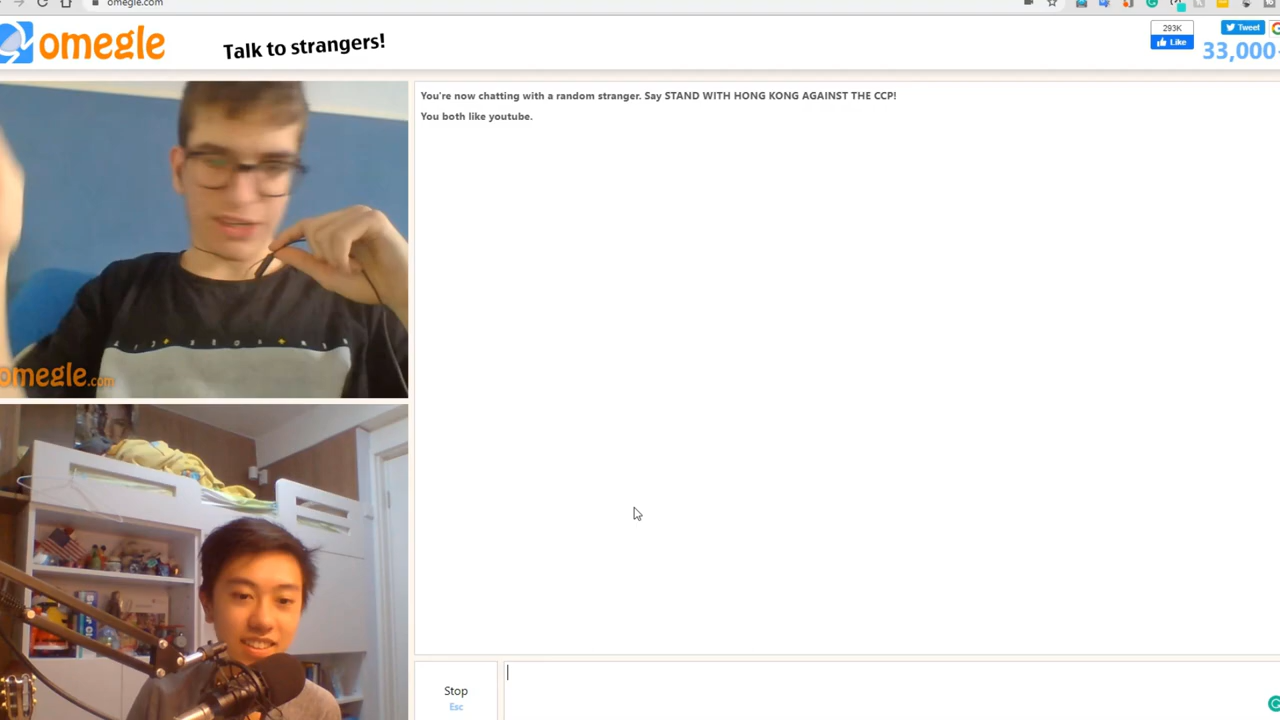 omegle.com
omegle
Talk to strangers!
293K
Like
Tweet
33,000
You're now chatting with a random stranger. Say STAND WITH HONG KONG AGAINST THE CCP!
You both like youtube.
omegle.com
Stop
Esc